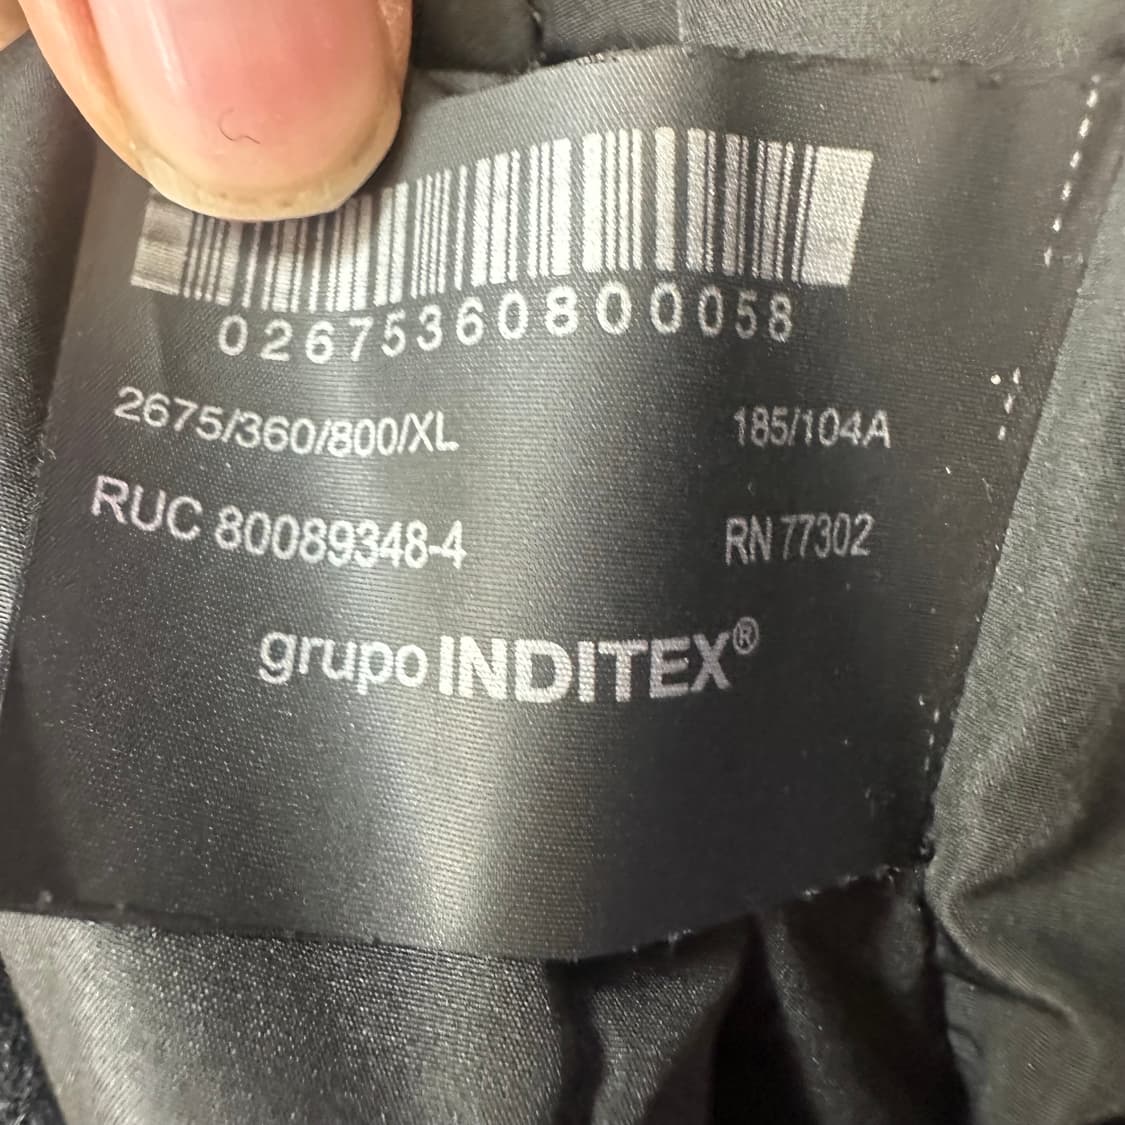 02675360800058
2675/360/800/XL 185/104A
RUC 80089348-4 RN 77302
grupo INDITEX®